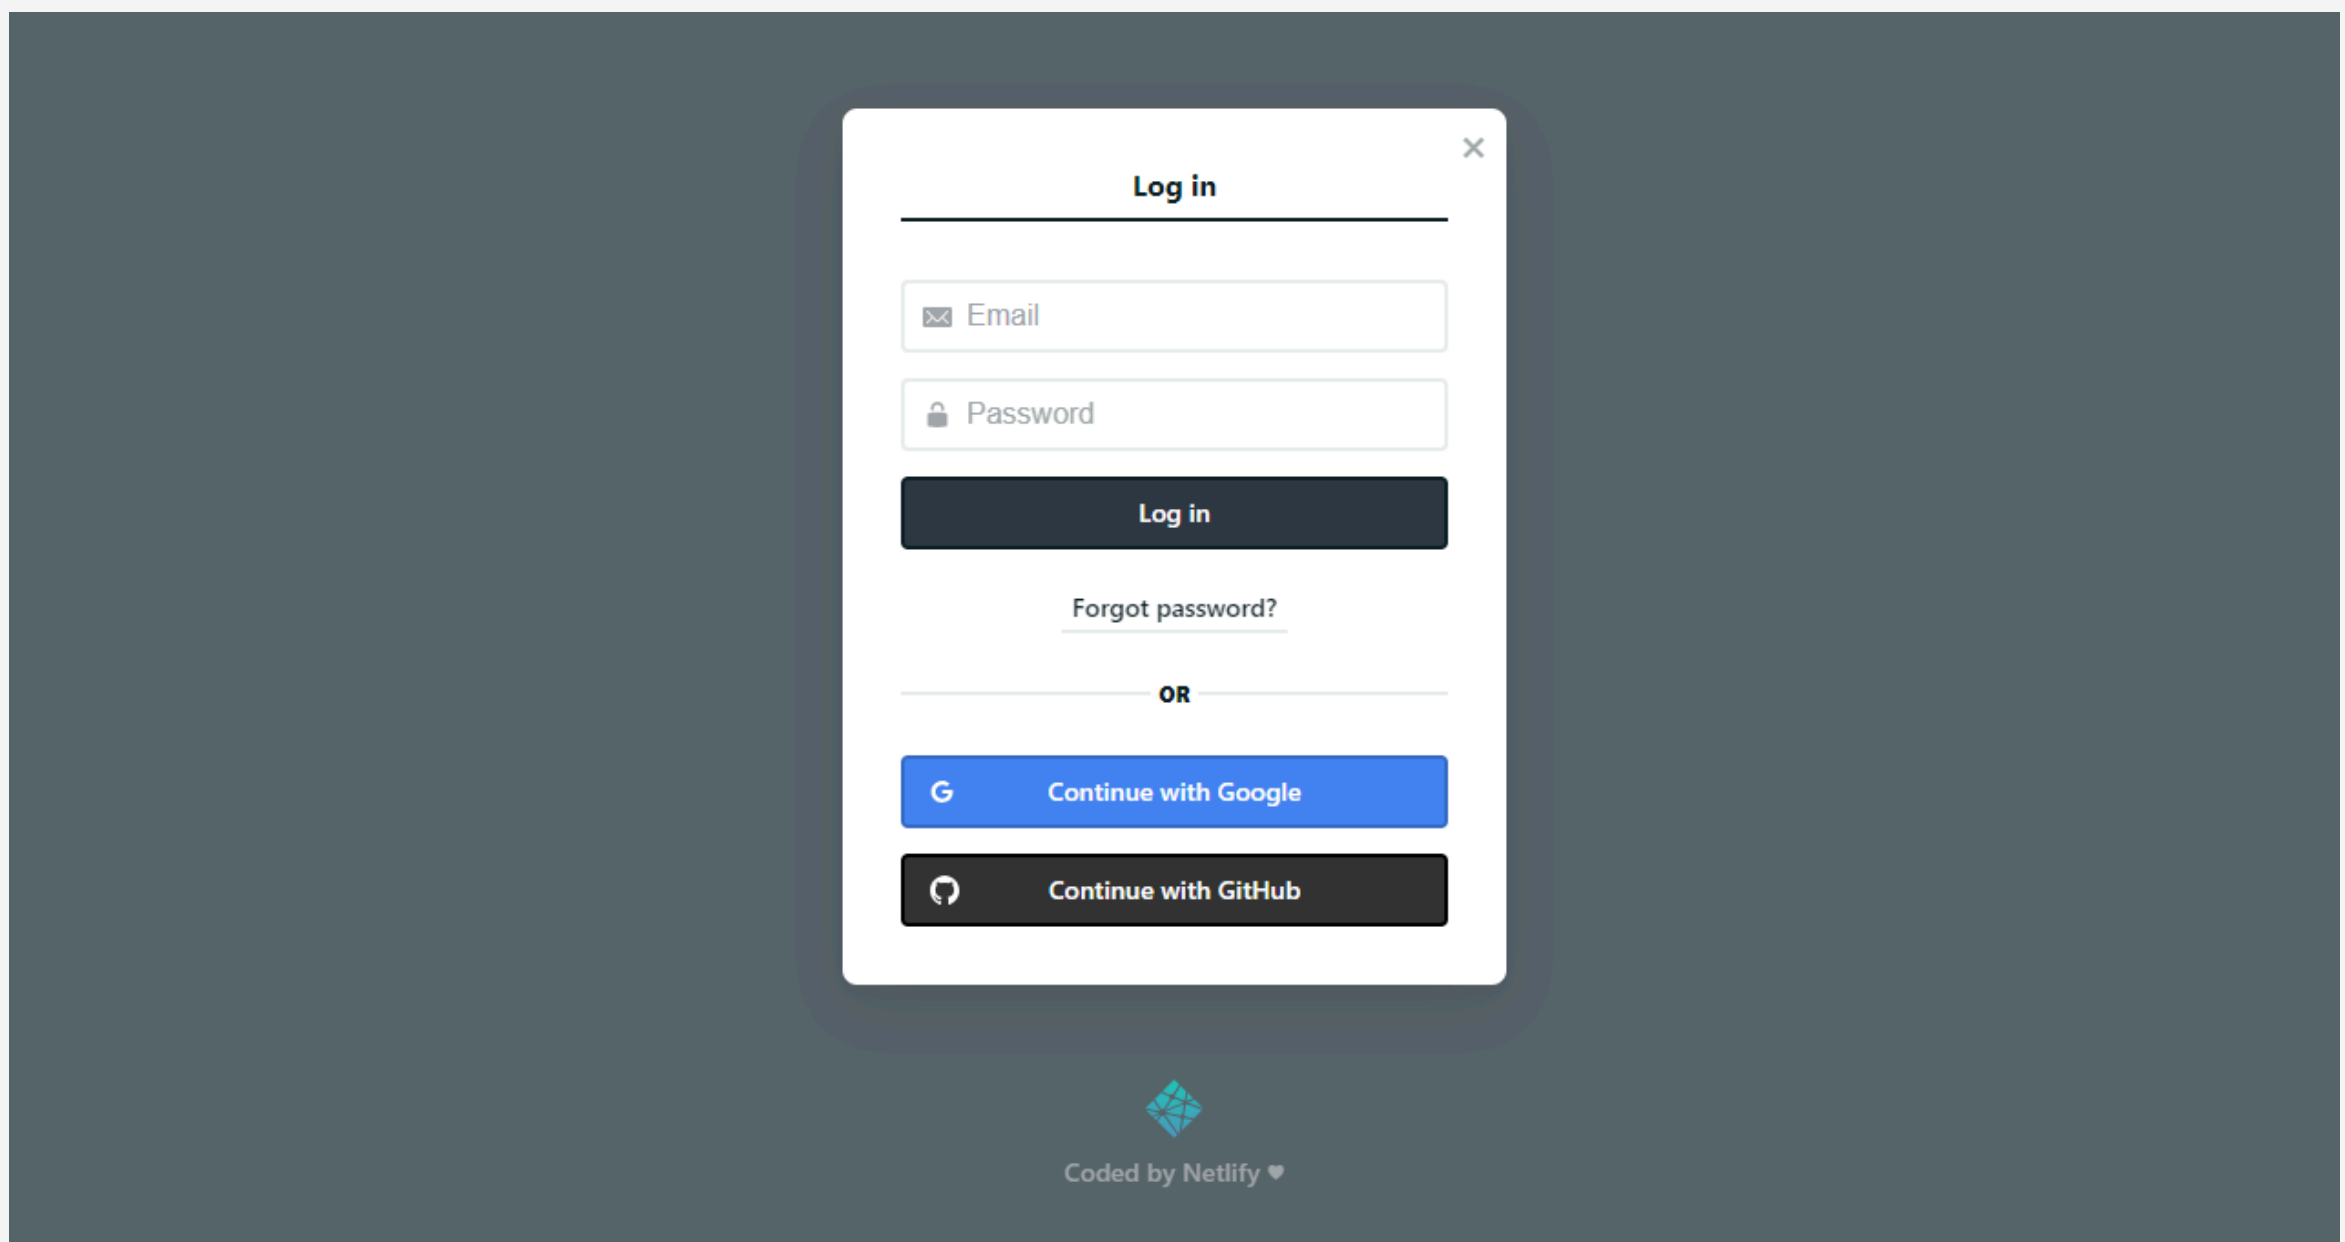 Log in
Email
Password
Log in
Forgot password?
OR
Continue with Google
Continue with GitHub
Coded by Netlify